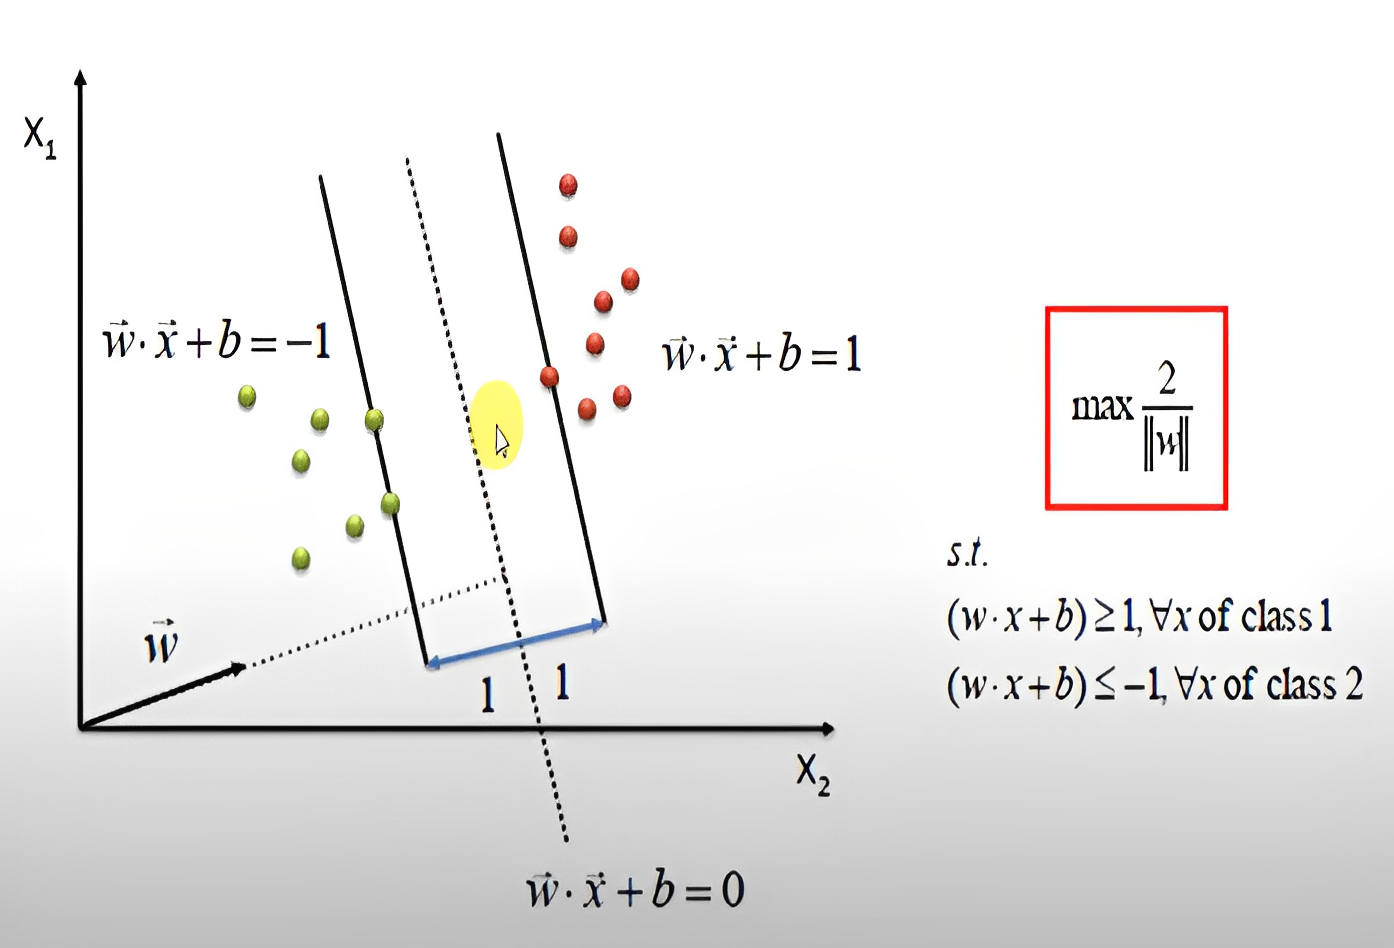 X₁
w⃗·x⃗+b=−1
w⃗·x⃗+b=1
max 2/‖w‖
s.t.
(w·x+b)≥1,∀x of class 1
(w·x+b)≤−1,∀x of class 2
w⃗
1 1
X₂
w⃗·x⃗+b=0